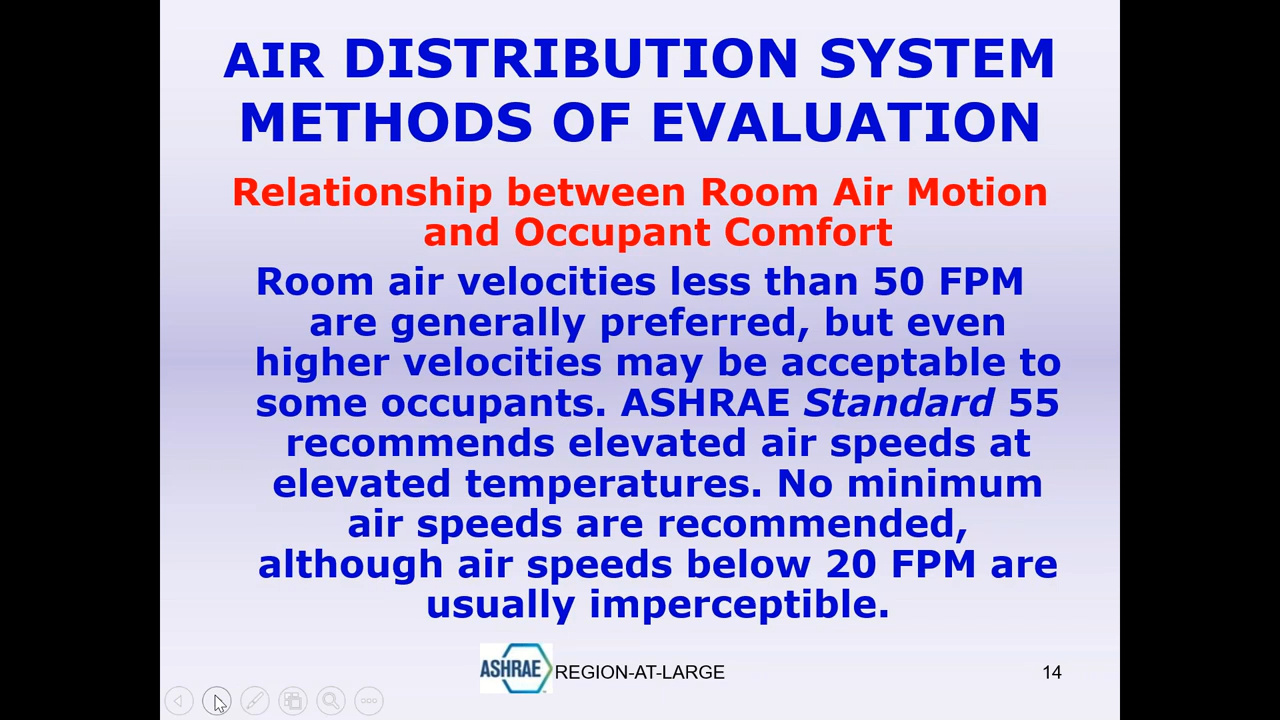 AIR DISTRIBUTION SYSTEM
METHODS OF EVALUATION
Relationship between Room Air Motion
and Occupant Comfort
Room air velocities less than 50 FPM
are generally preferred, but even
higher velocities may be acceptable to
some occupants. ASHRAE Standard 55
recommends elevated air speeds at
elevated temperatures. No minimum
air speeds are recommended,
although air speeds below 20 FPM are
usually imperceptible.
ASHRAE REGION-AT-LARGE 14